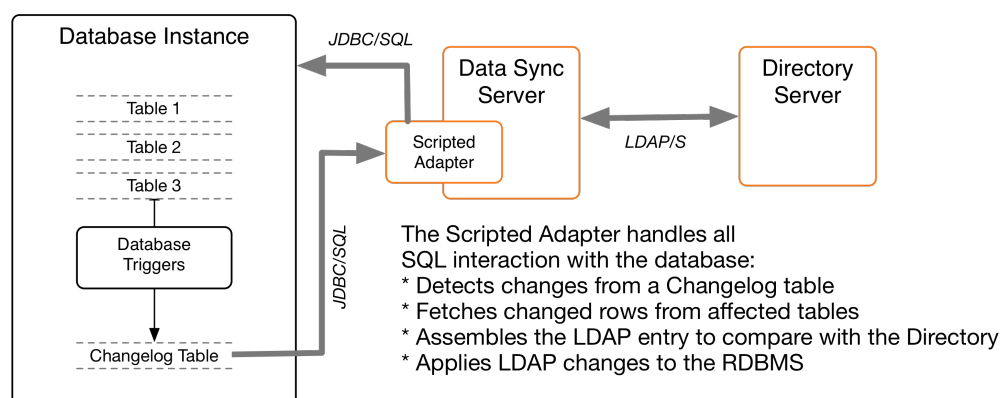 Database Instance
Table 1
Table 2
Table 3
Database
Triggers
Changelog Table
JDBC/SQL
JDBC/SQL
Data Sync
Server
Scripted
Adapter
LDAP/S
Directory
Server
The Scripted Adapter handles all
SQL interaction with the database:
* Detects changes from a Changelog table
* Fetches changed rows from affected tables
* Assembles the LDAP entry to compare with the Directory
* Applies LDAP changes to the RDBMS